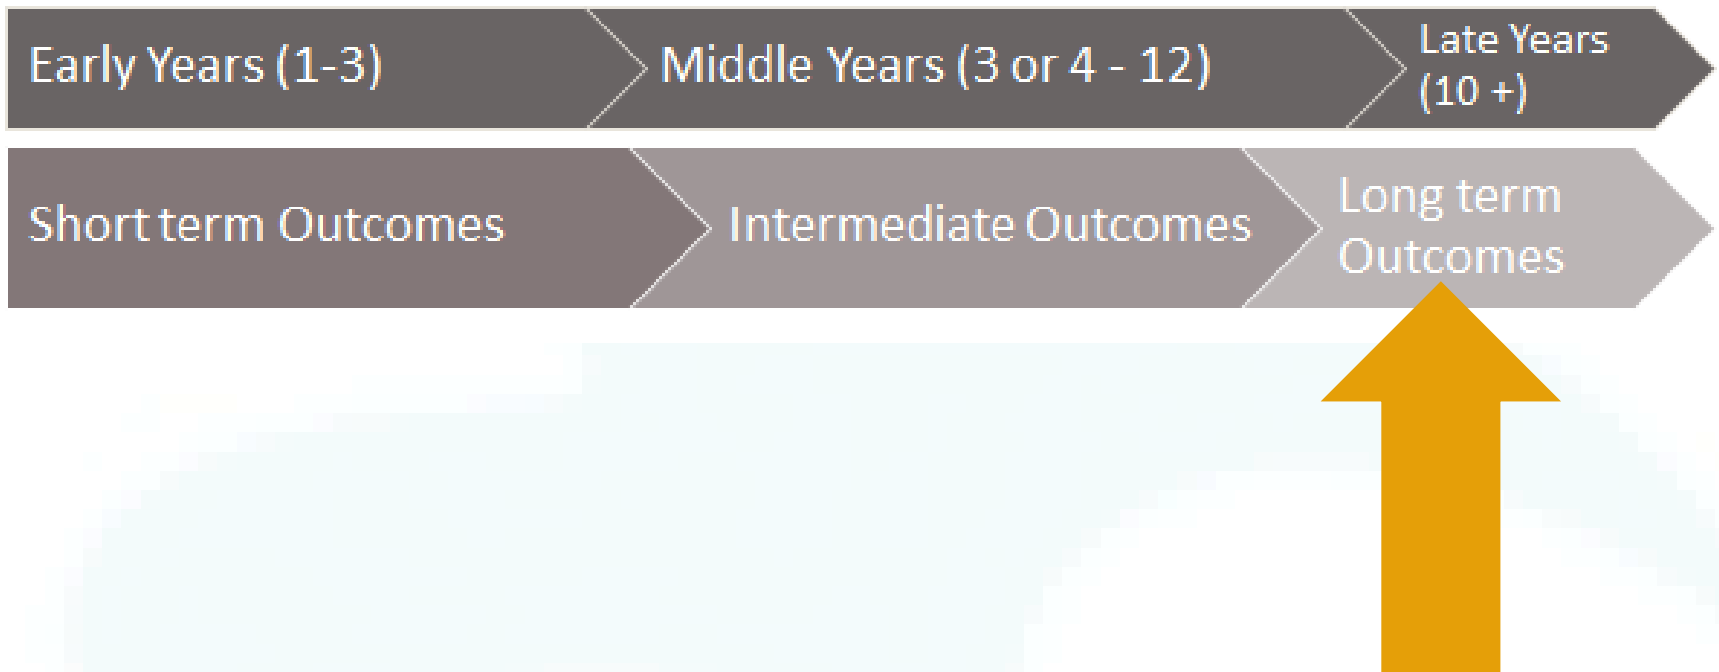 Early Years (1-3)
Middle Years (3 or 4 - 12)
Late Years
(10 +)
Short term Outcomes
Intermediate Outcomes
Long term
Outcomes